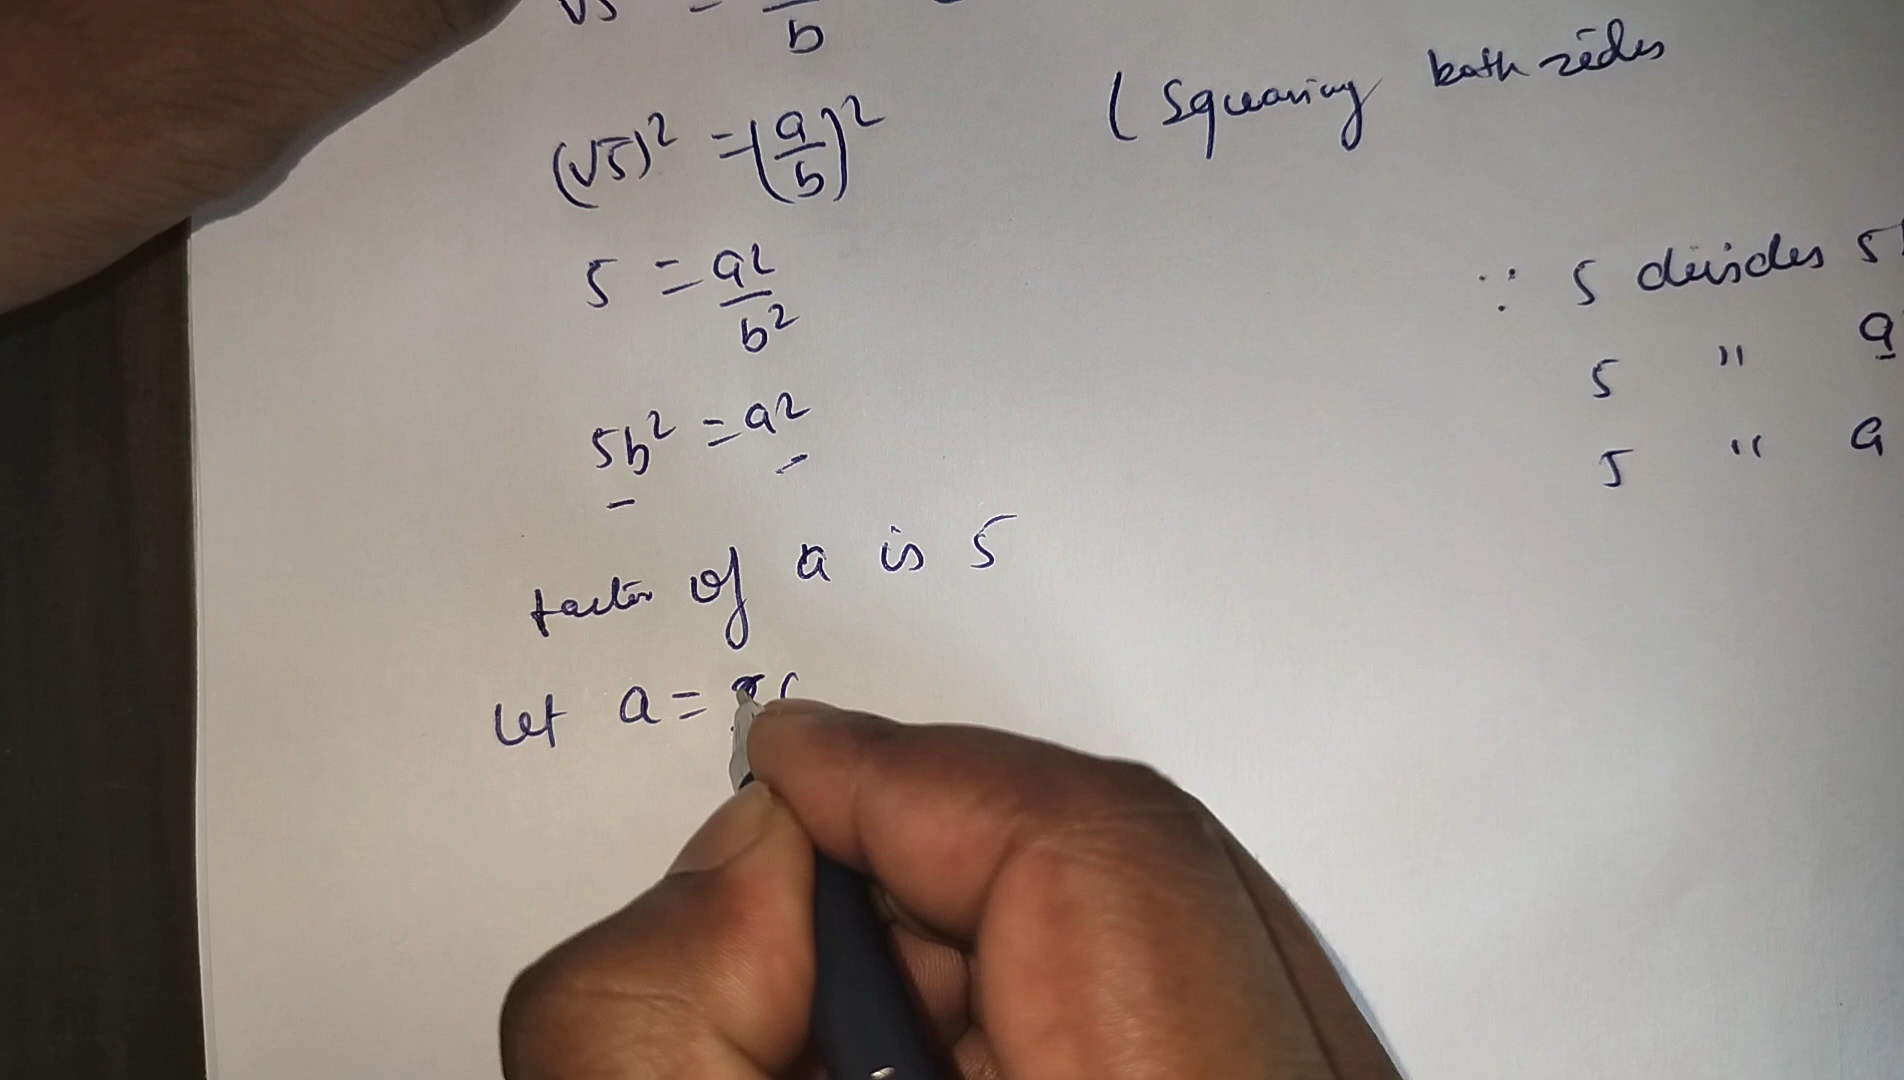 √5 = /b
(√5)² = (a/b)² (Squaring both sides
5 = a²/b²
5b² = a²
factor of a is 5
Let a =
∵ 5 divides 5
5 " a
5 " a